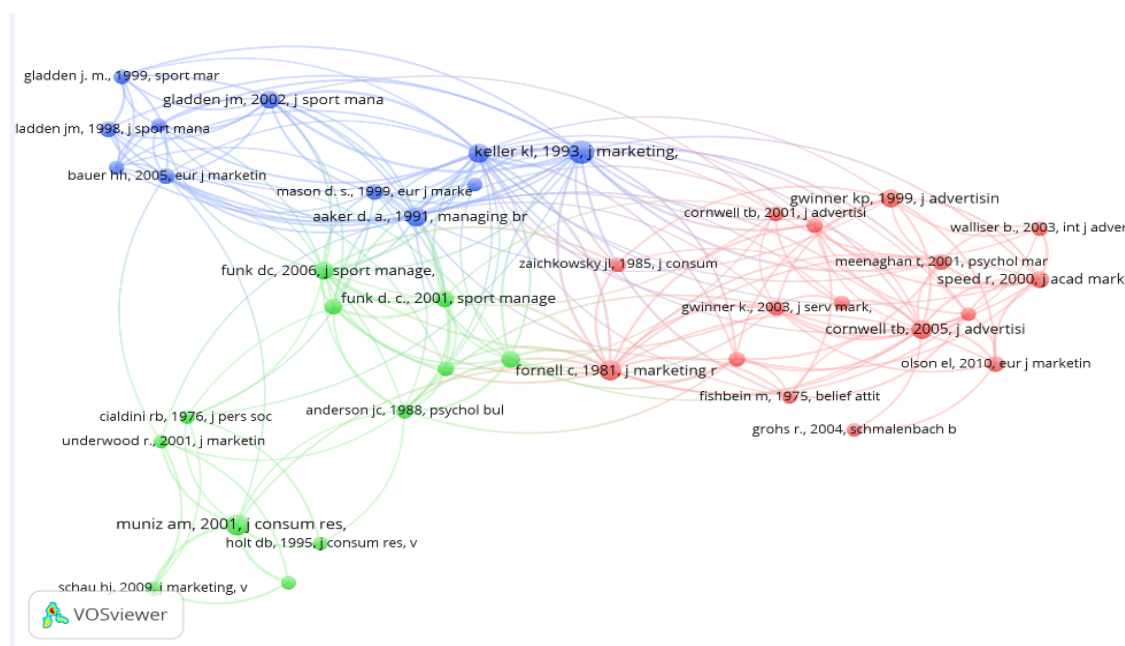 gladden j. m., 1999, sport mar
gladden jm, 2002, j sport mana
ladden jm, 1998, j sport mana
keller kl, 1993, j marketing,
bauer hh, 2005, eur j marketin
mason d. s., 1999, eur j marke
gwinner kp, 1999, j advertisin
cornwell tb, 2001, j advertisi
aaker d. a., 1991, managing br
walliser b., 2003, int j adver
zaichkowsky jl, 1985, j consum
meenaghan t, 2001, psychol mar
funk dc, 2006, j sport manage,
speed r, 2000, j acad mark
funk d. c., 2001, sport manage
gwinner k., 2003, j serv mark,
cornwell tb, 2005, j advertisi
olson el, 2010, eur j marketin
fornell c, 1981, j marketing r
fishbein m, 1975, belief attit
anderson jc, 1988, psychol bul
cialdini rb, 1976, j pers soc
grohs r., 2004, schmalenbach b
underwood r., 2001, j marketin
muniz am, 2001, j consum res,
holt db, 1995, j consum res, v
schau hj, 2009, j marketing, v
VOSviewer